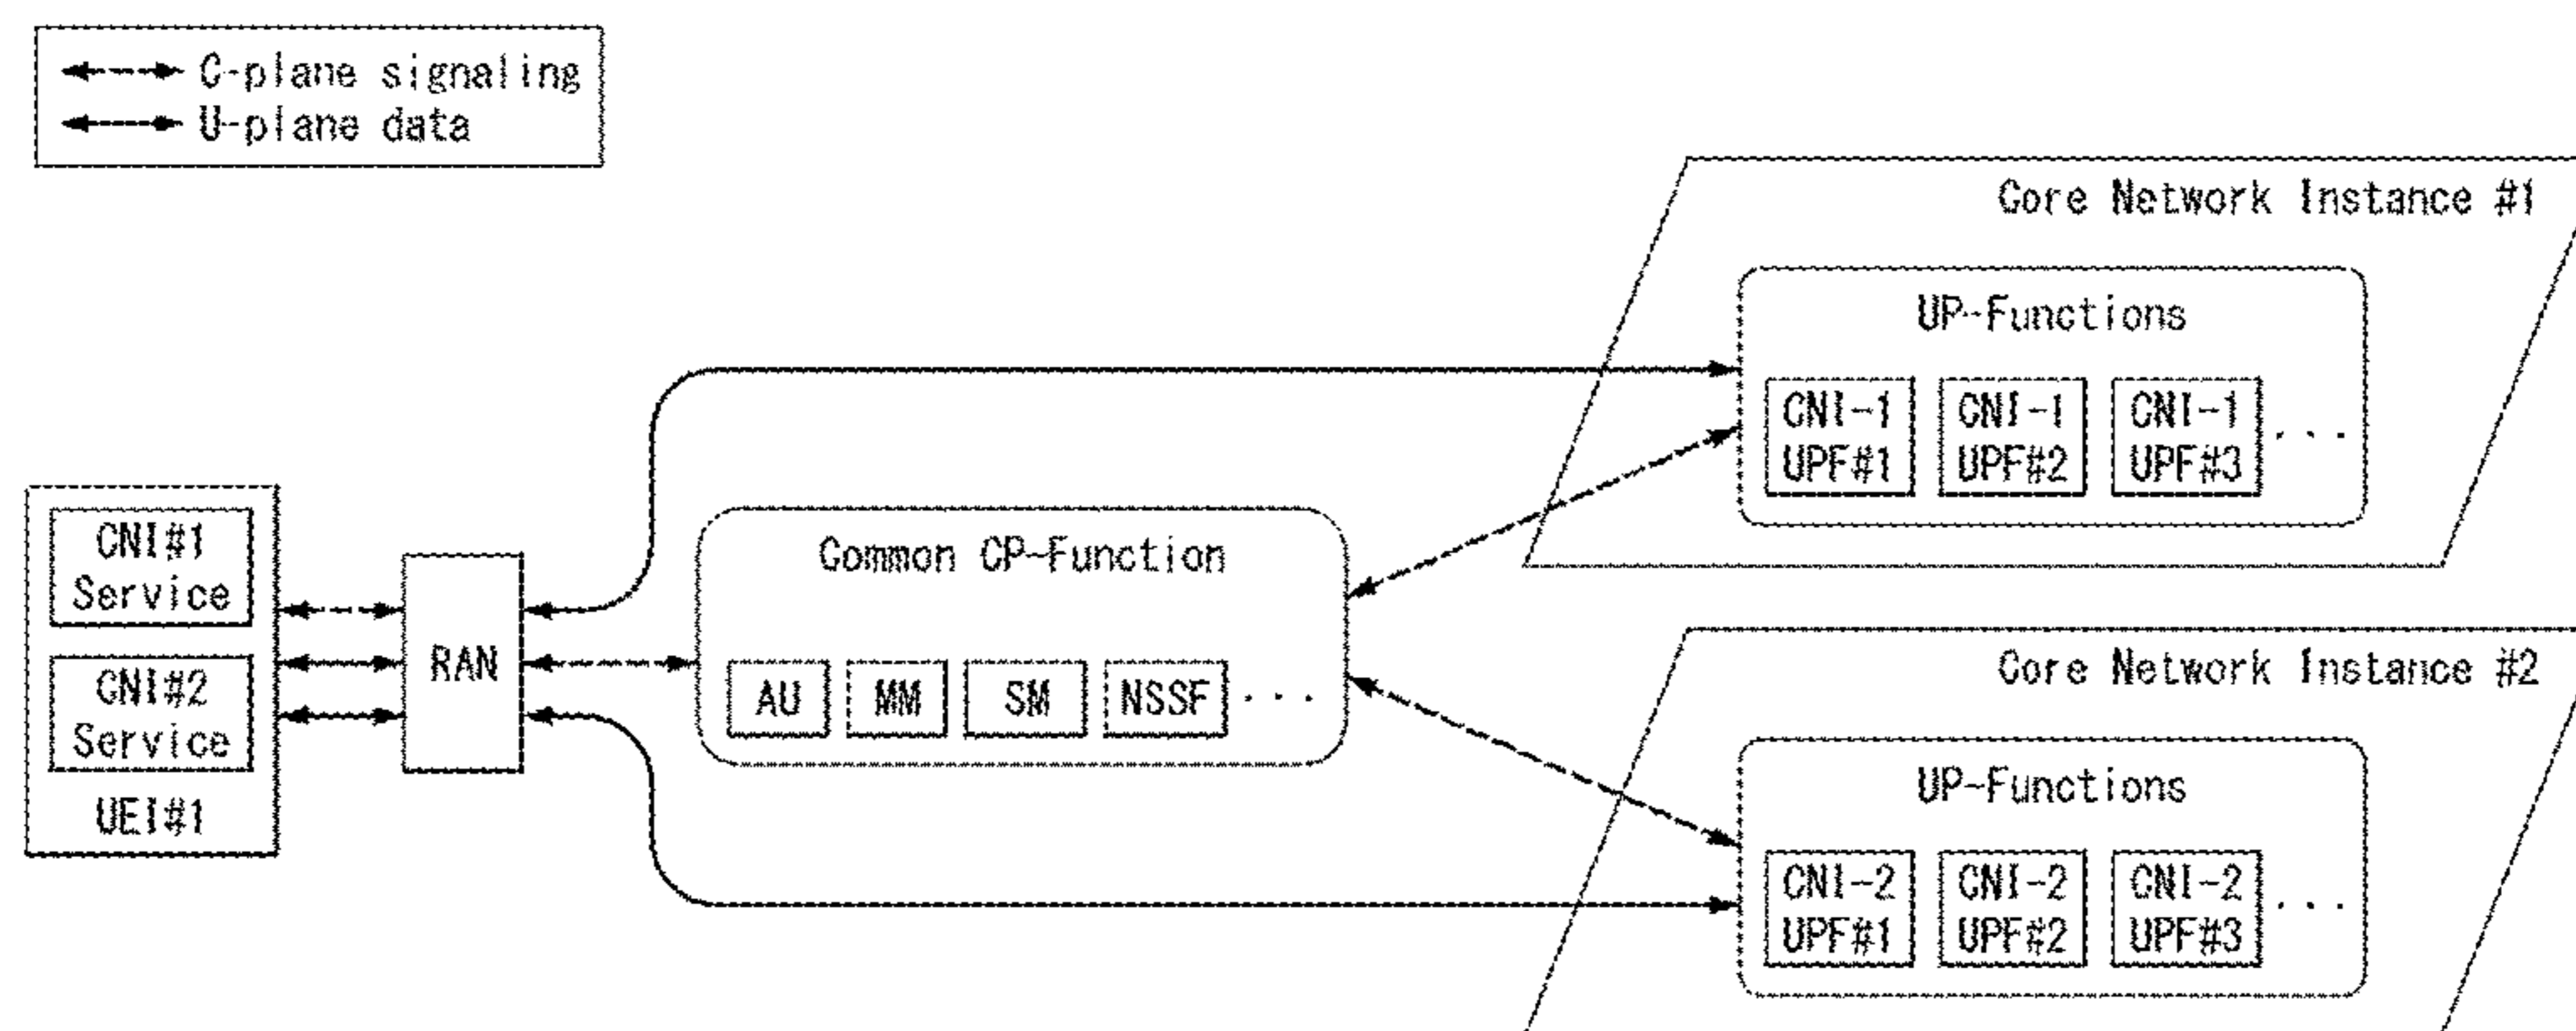 C-plane signaling
U-plane data
Core Network Instance #1
UP-Functions
CNI-1 CNI-1 CNI-1
UPF#1 UPF#2 UPF#3 ...
CNI#1
Service
CNI#2
Service
UEI#1
RAN
Common CP-Function
AU MM SM NSSF ...
Core Network Instance #2
UP-Functions
CNI-2 CNI-2 CNI-2
UPF#1 UPF#2 UPF#3 ...